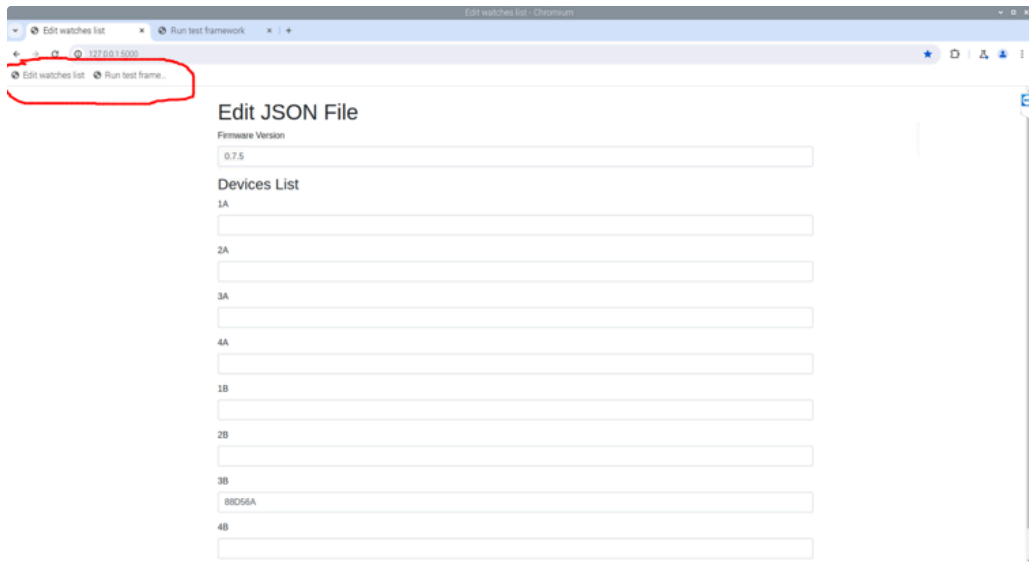 Edit watches list - Chromium
Edit watches list
Run test framework
127.0.0.1:5000
Edit watches list
Run test frame...
Edit JSON File
Firmware Version
0.7.5
Devices List
1A
2A
3A
4A
1B
2B
3B
88D56A
4B